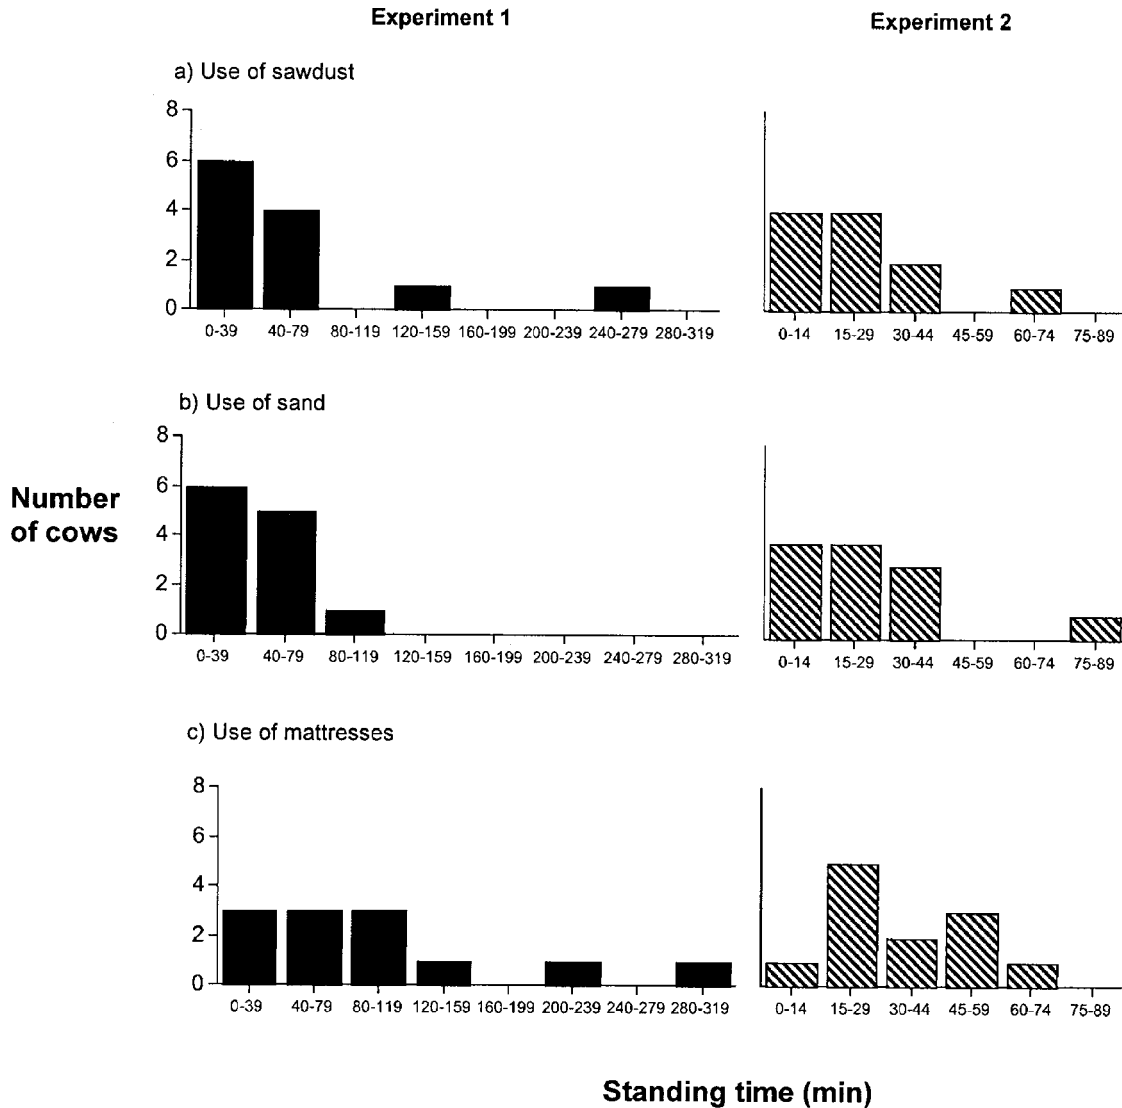 Experiment 1
Experiment 2
a) Use of sawdust
8
6
4
2
0
0-39 40-79 80-119 120-159 160-199 200-239 240-279 280-319
0-14 15-29 30-44 45-59 60-74 75-89
b) Use of sand
8
6
4
2
0
0-39 40-79 80-119 120-159 160-199 200-239 240-279 280-319
0-14 15-29 30-44 45-59 60-74 75-89
Number
of cows
c) Use of mattresses
8
6
4
2
0
0-39 40-79 80-119 120-159 160-199 200-239 240-279 280-319
0-14 15-29 30-44 45-59 60-74 75-89
Standing time (min)